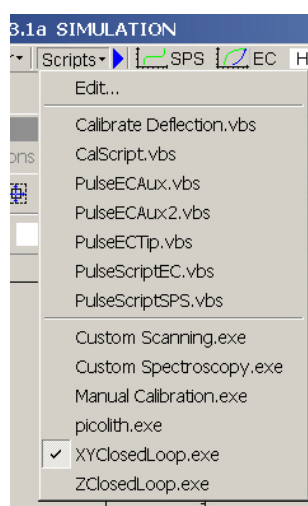 3.1a SIMULATION
Scripts SPS EC H
Edit...
ons
Calibrate Deflection.vbs
CalScript.vbs
PulseECAux.vbs
PulseECAux2.vbs
PulseECTip.vbs
PulseScriptEC.vbs
PulseScriptSPS.vbs
Custom Scanning.exe
Custom Spectroscopy.exe
Manual Calibration.exe
picolith.exe
XYClosedLoop.exe
ZClosedLoop.exe